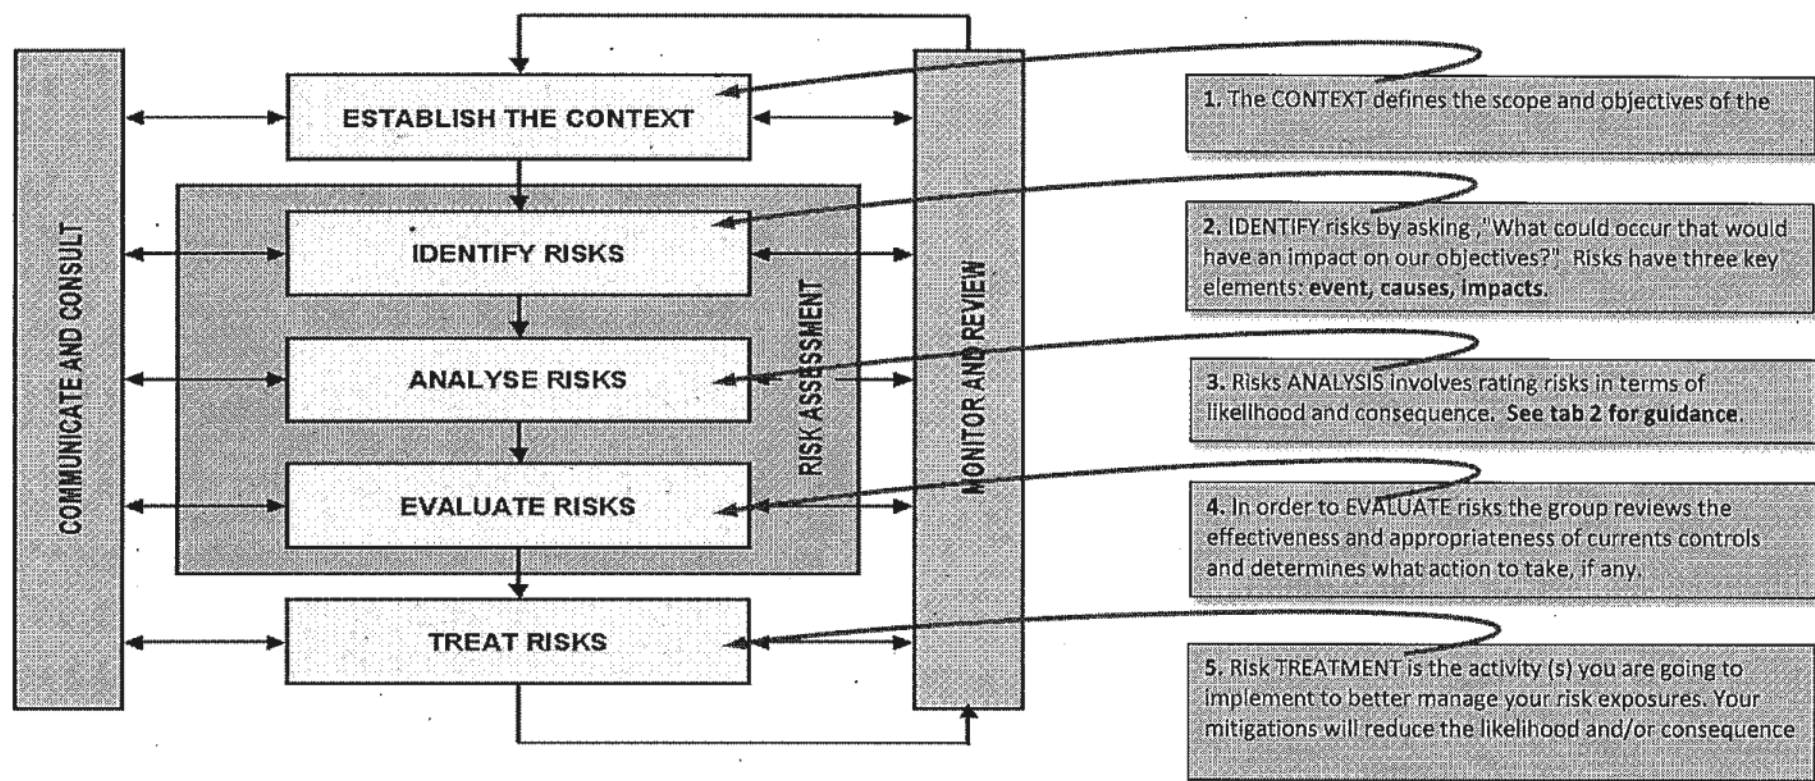 COMMUNICATE AND CONSULT
ESTABLISH THE CONTEXT
IDENTIFY RISKS
ANALYSE RISKS
EVALUATE RISKS
TREAT RISKS
RISK ASSESSMENT
MONITOR AND REVIEW
1. The CONTEXT defines the scope and objectives of the
2. IDENTIFY risks by asking ,"What could occur that would
have an impact on our objectives?" Risks have three key
elements: event, causes, impacts.
3. Risks ANALYSIS involves rating risks in terms of
likelihood and consequence. See tab 2 for guidance.
4. In order to EVALUATE risks the group reviews the
effectiveness and appropriateness of currents controls
and determines what action to take, if any.
5. Risk TREATMENT is the activity (s) you are going to
implement to better manage your risk exposures. Your
mitigations will reduce the likelihood and/or consequence